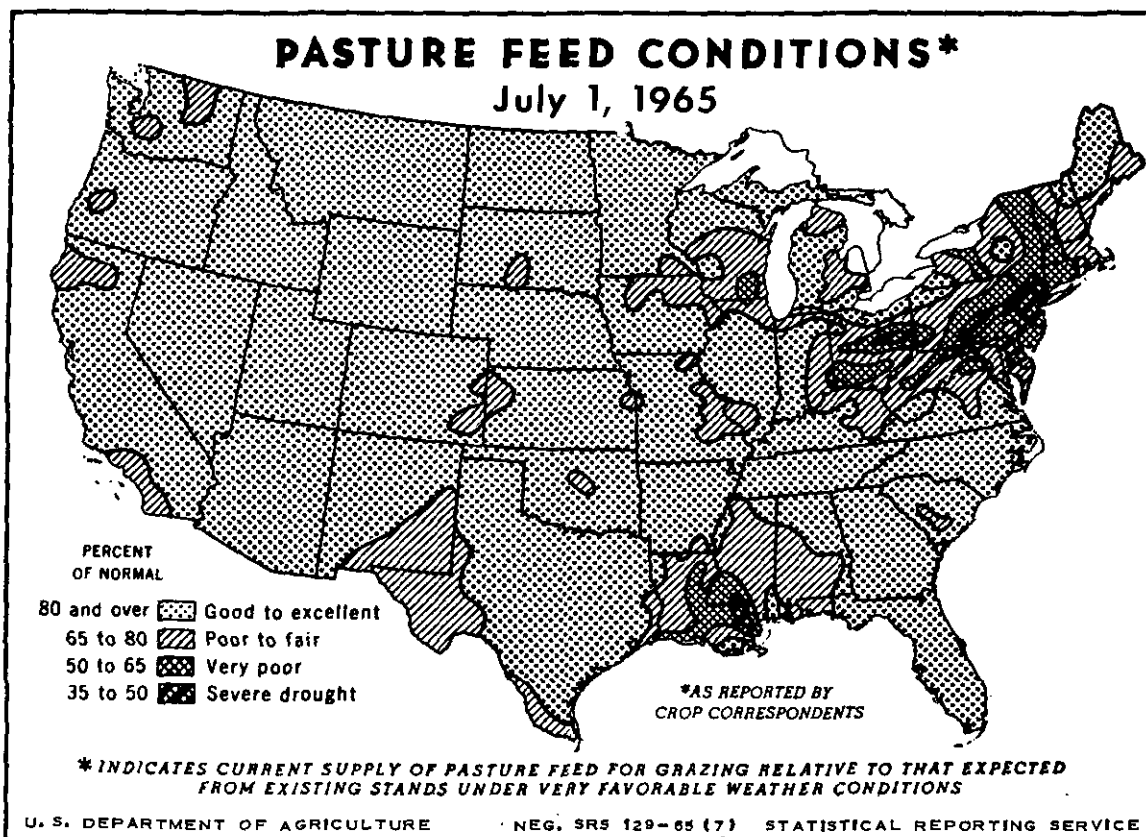 PASTURE FEED CONDITIONS*
July 1, 1965
PERCENT
OF NORMAL
80 and over Good to excellent
65 to 80 Poor to fair
50 to 65 Very poor
35 to 50 Severe drought
*AS REPORTED BY
CROP CORRESPONDENTS
* INDICATES CURRENT SUPPLY OF PASTURE FEED FOR GRAZING RELATIVE TO THAT EXPECTED
FROM EXISTING STANDS UNDER VERY FAVORABLE WEATHER CONDITIONS
U. S. DEPARTMENT OF AGRICULTURE NEG. SRS 129-65 (7) STATISTICAL REPORTING SERVICE